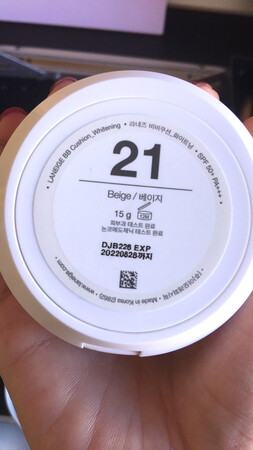 LANEIGE BB Cushion_Whitening • 라네즈 비비쿠션_화이트닝 • SPF 50+ PA+++
21
Beige / 베이지
15 g
12M
피부과 테스트 완료
논코메도제닉 테스트 완료
DJB226 EXP
20220828까지
Made in Korea